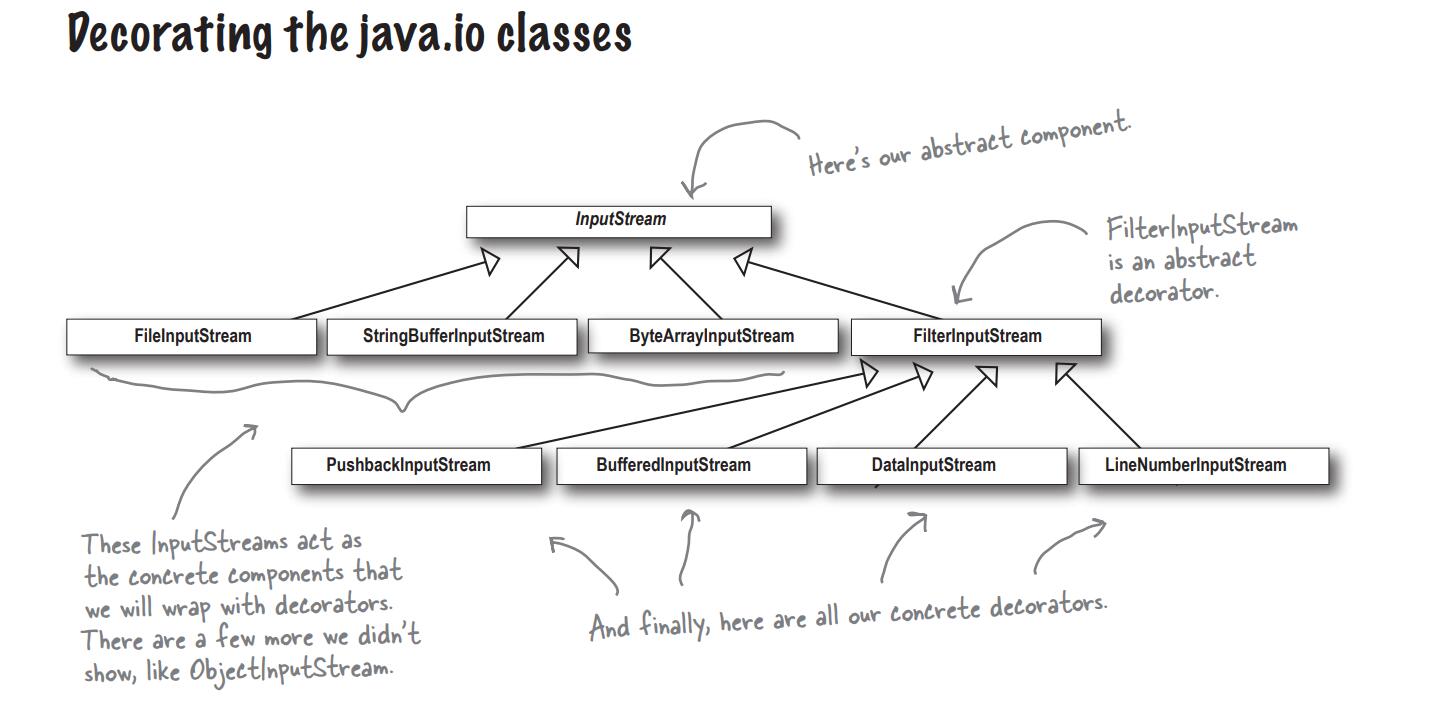 Decorating the java.io classes
Here's our abstract component.
InputStream
FilterInputStream
is an abstract
decorator.
FileInputStream
StringBufferInputStream
ByteArrayInputStream
FilterInputStream
PushbackInputStream
BufferedInputStream
DataInputStream
LineNumberInputStream
These InputStreams act as
the concrete components that
we will wrap with decorators.
There are a few more we didn't
show, like ObjectInputStream.
And finally, here are all our concrete decorators.